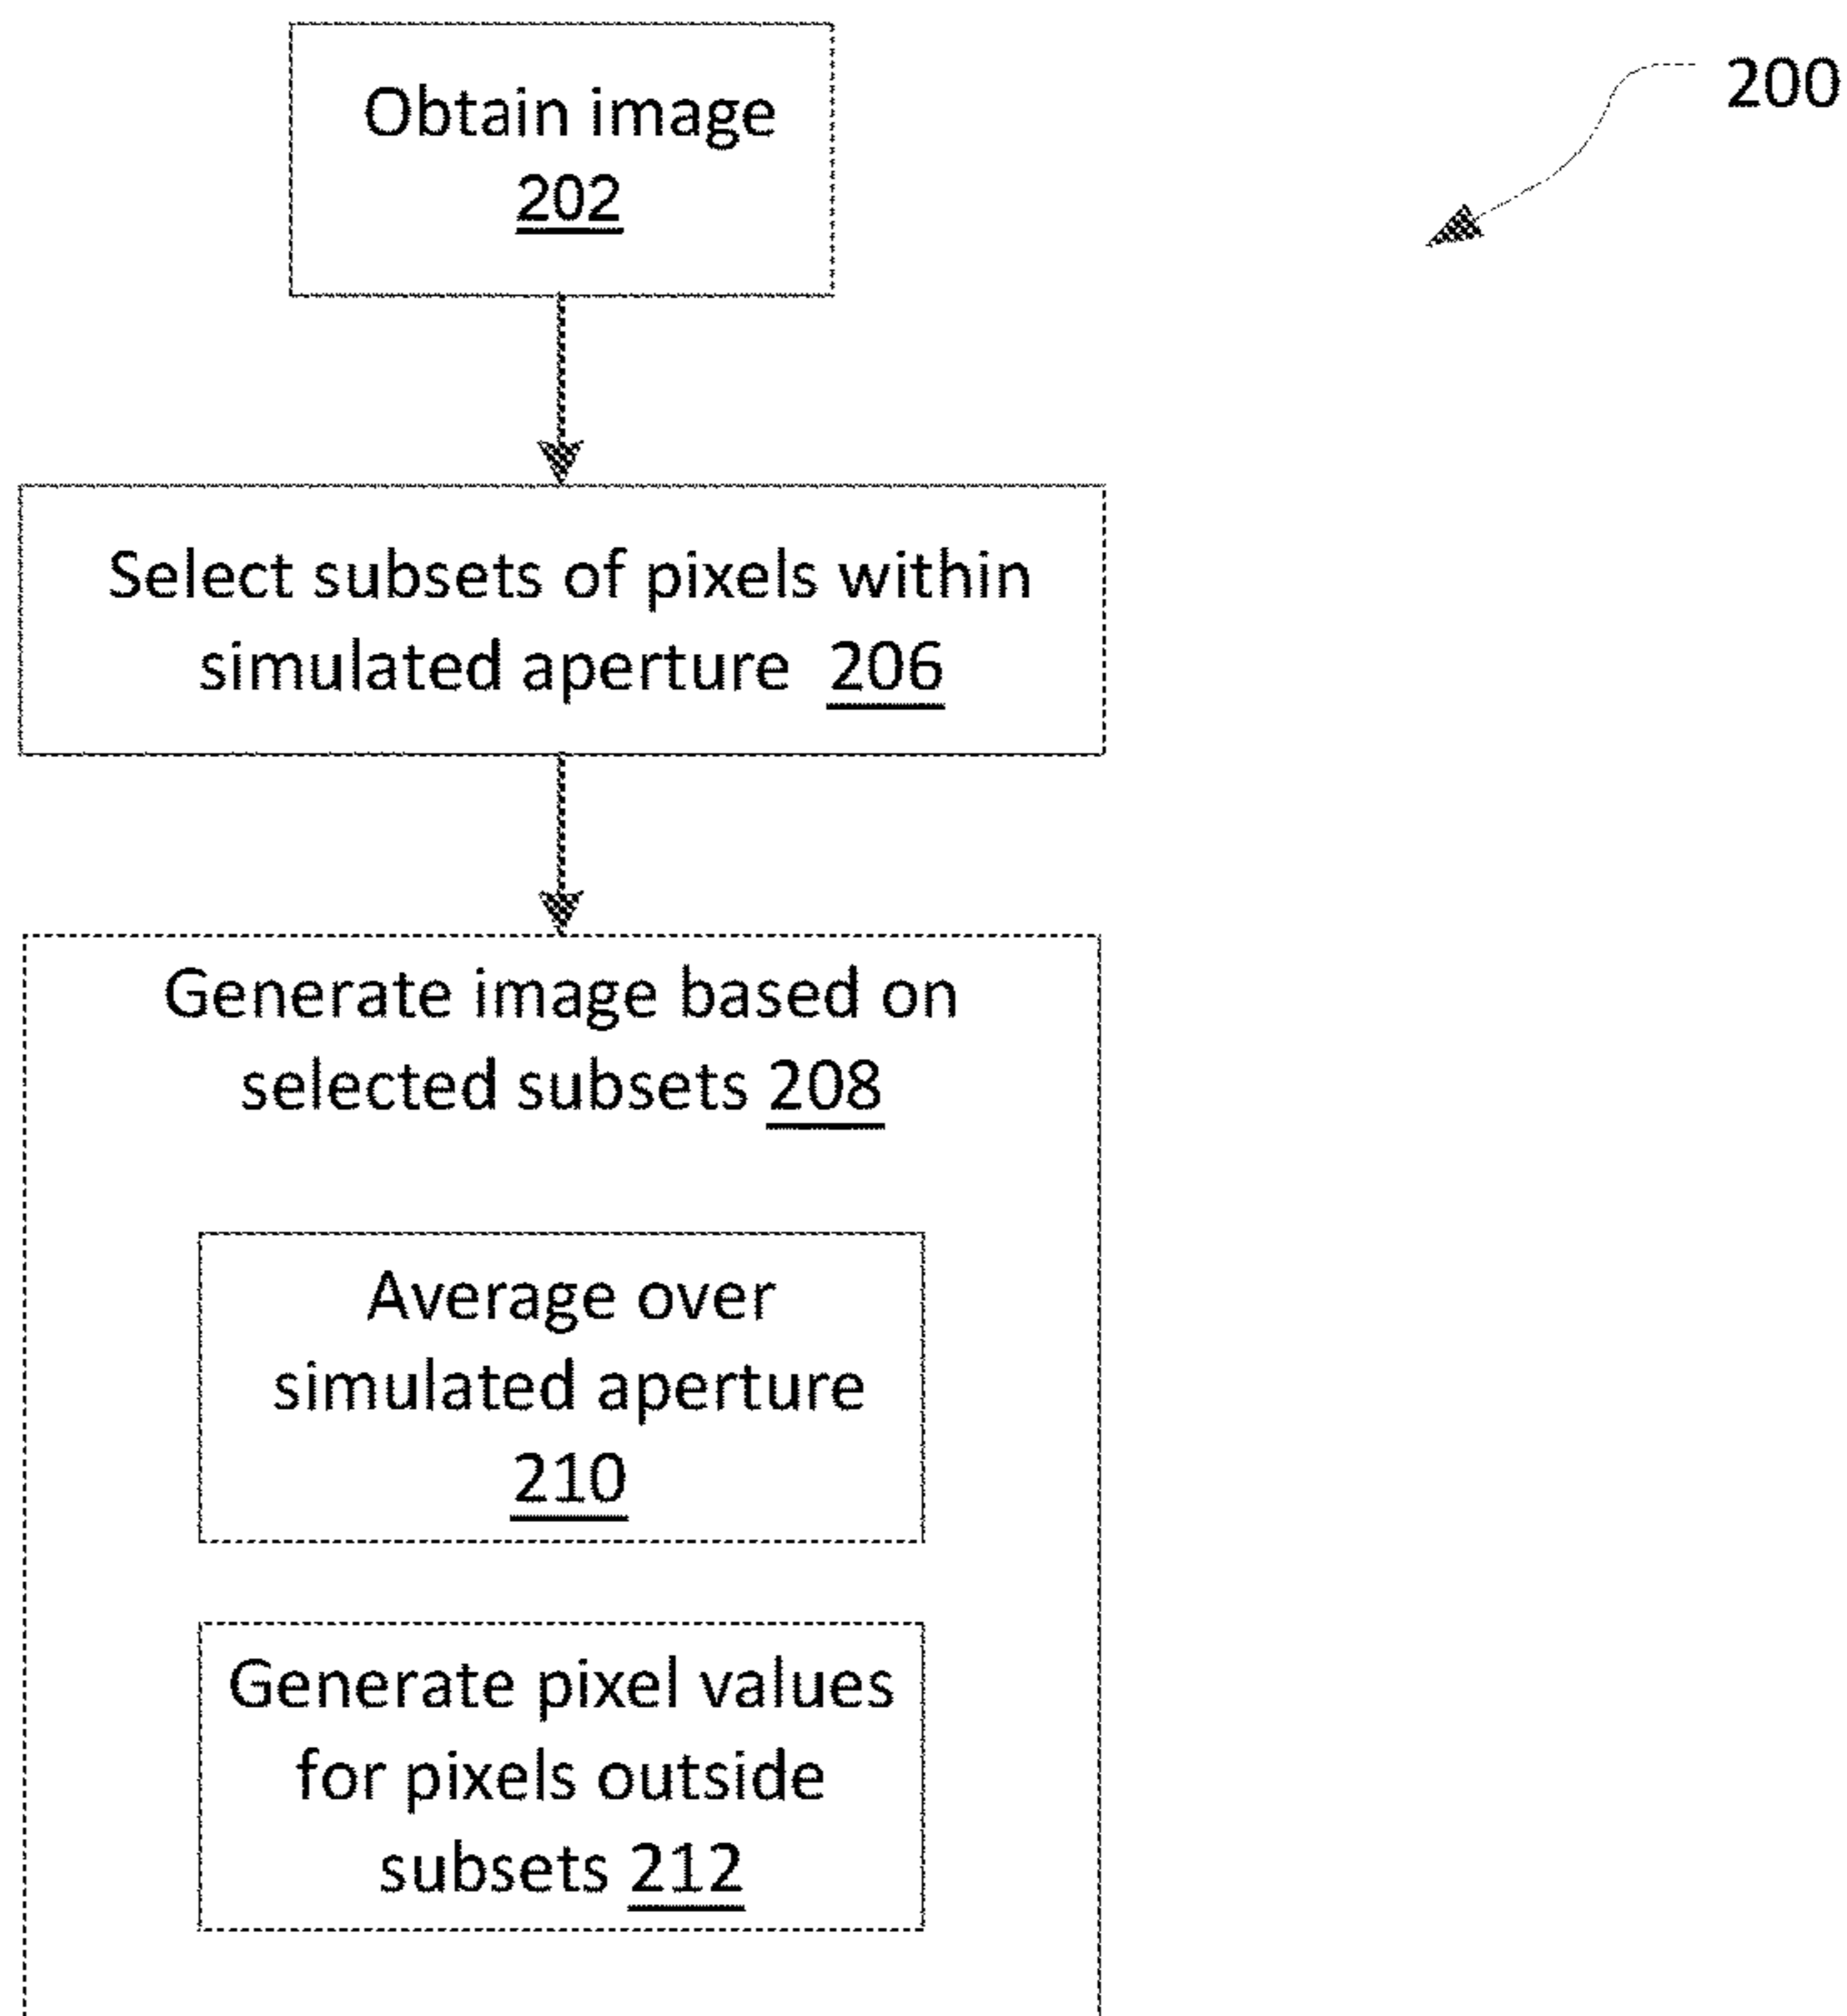 200
Obtain image
202
Select subsets of pixels within
simulated aperture 206
Generate image based on
selected subsets 208
Average over
simulated aperture
210
Generate pixel values
for pixels outside
subsets 212